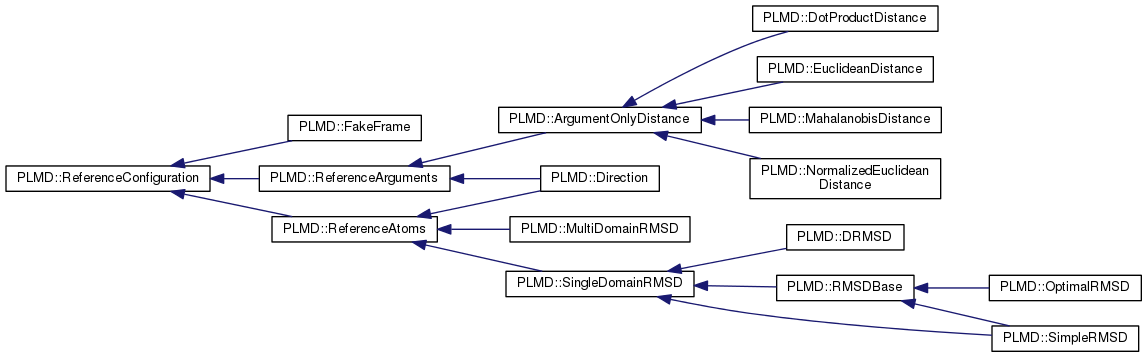 PLMD::DotProductDistance
PLMD::EuclideanDistance
PLMD::ArgumentOnlyDistance
PLMD::MahalanobisDistance
PLMD::FakeFrame
PLMD::ReferenceConfiguration
PLMD::ReferenceArguments
PLMD::Direction
PLMD::NormalizedEuclidean
Distance
PLMD::ReferenceAtoms
PLMD::MultiDomainRMSD
PLMD::DRMSD
PLMD::SingleDomainRMSD
PLMD::RMSDBase
PLMD::OptimalRMSD
PLMD::SimpleRMSD